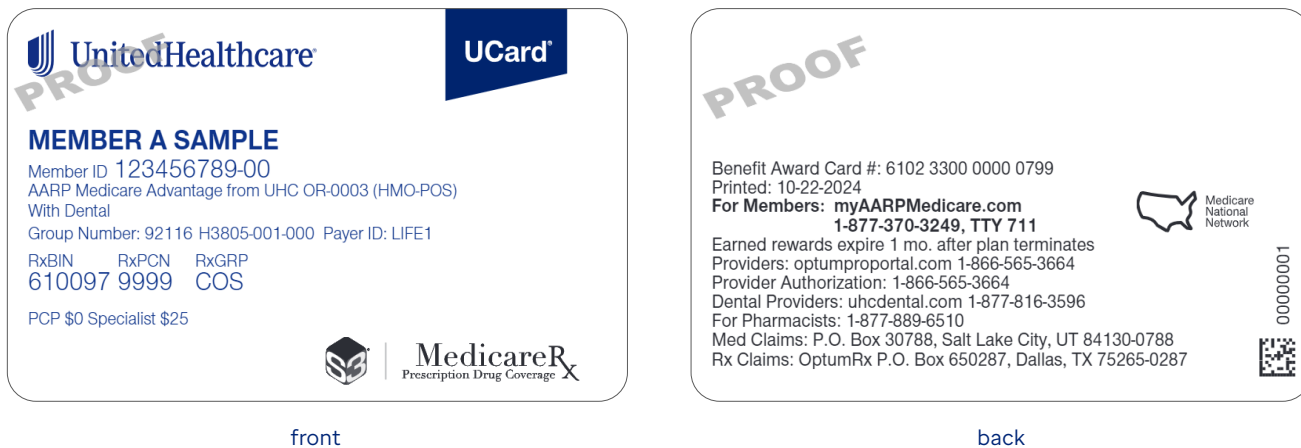 PROOF
UnitedHealthcare®
UCard®
MEMBER A SAMPLE
Member ID 123456789-00
AARP Medicare Advantage from UHC OR-0003 (HMO-POS)
With Dental
Group Number: 92116 H3805-001-000 Payer ID: LIFE1
RxBIN RxPCN RxGRP
610097 9999 COS
PCP $0 Specialist $25
S3
MedicareRx
Prescription Drug Coverage
front
PROOF
Benefit Award Card #: 6102 3300 0000 0799
Printed: 10-22-2024
For Members: myAARPMedicare.com
1-877-370-3249, TTY 711
Earned rewards expire 1 mo. after plan terminates
Providers: optumproportal.com 1-866-565-3664
Provider Authorization: 1-866-565-3664
Dental Providers: uhcdental.com 1-877-816-3596
For Pharmacists: 1-877-889-6510
Med Claims: P.O. Box 30788, Salt Lake City, UT 84130-0788
Rx Claims: OptumRx P.O. Box 650287, Dallas, TX 75265-0287
Medicare
National
Network
00000001
back